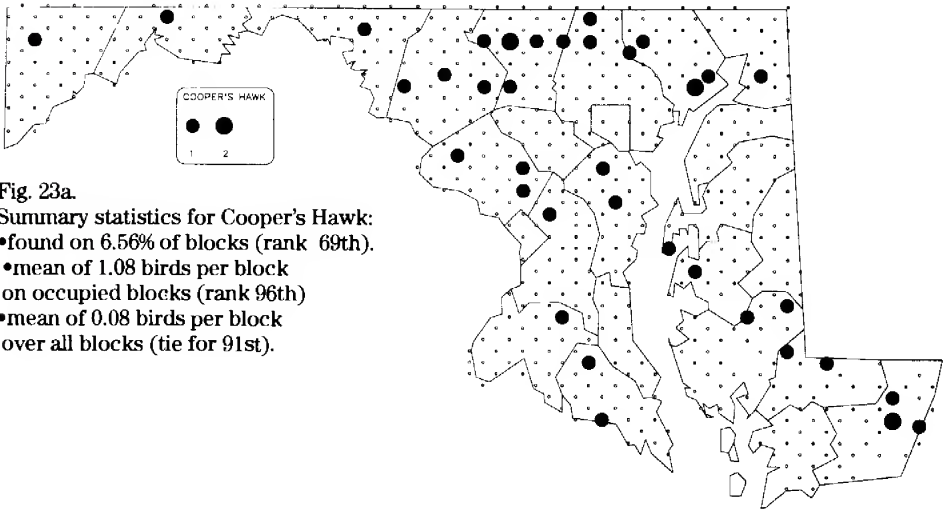 COOPER'S HAWK
1 2
Fig. 23a.
Summary statistics for Cooper's Hawk:
•found on 6.56% of blocks (rank 69th).
•mean of 1.08 birds per block
on occupied blocks (rank 96th)
•mean of 0.08 birds per block
over all blocks (tie for 91st).